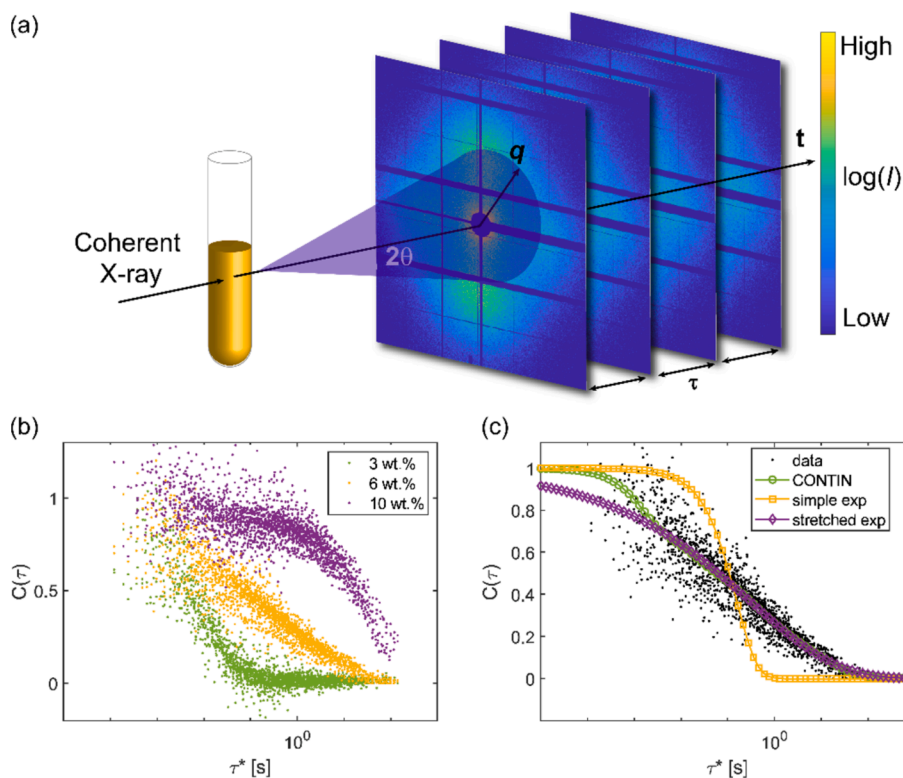 (a)
Coherent
X-ray
2θ
q
τ
t
High
log(I)
Low
(b)
C(τ)
1
0.5
0
3 wt.%
6 wt.%
10 wt.%
10⁰
τ* [s]
(c)
C(τ)
1
0.8
0.6
0.4
0.2
0
data
CONTIN
simple exp
stretched exp
10⁰
τ* [s]